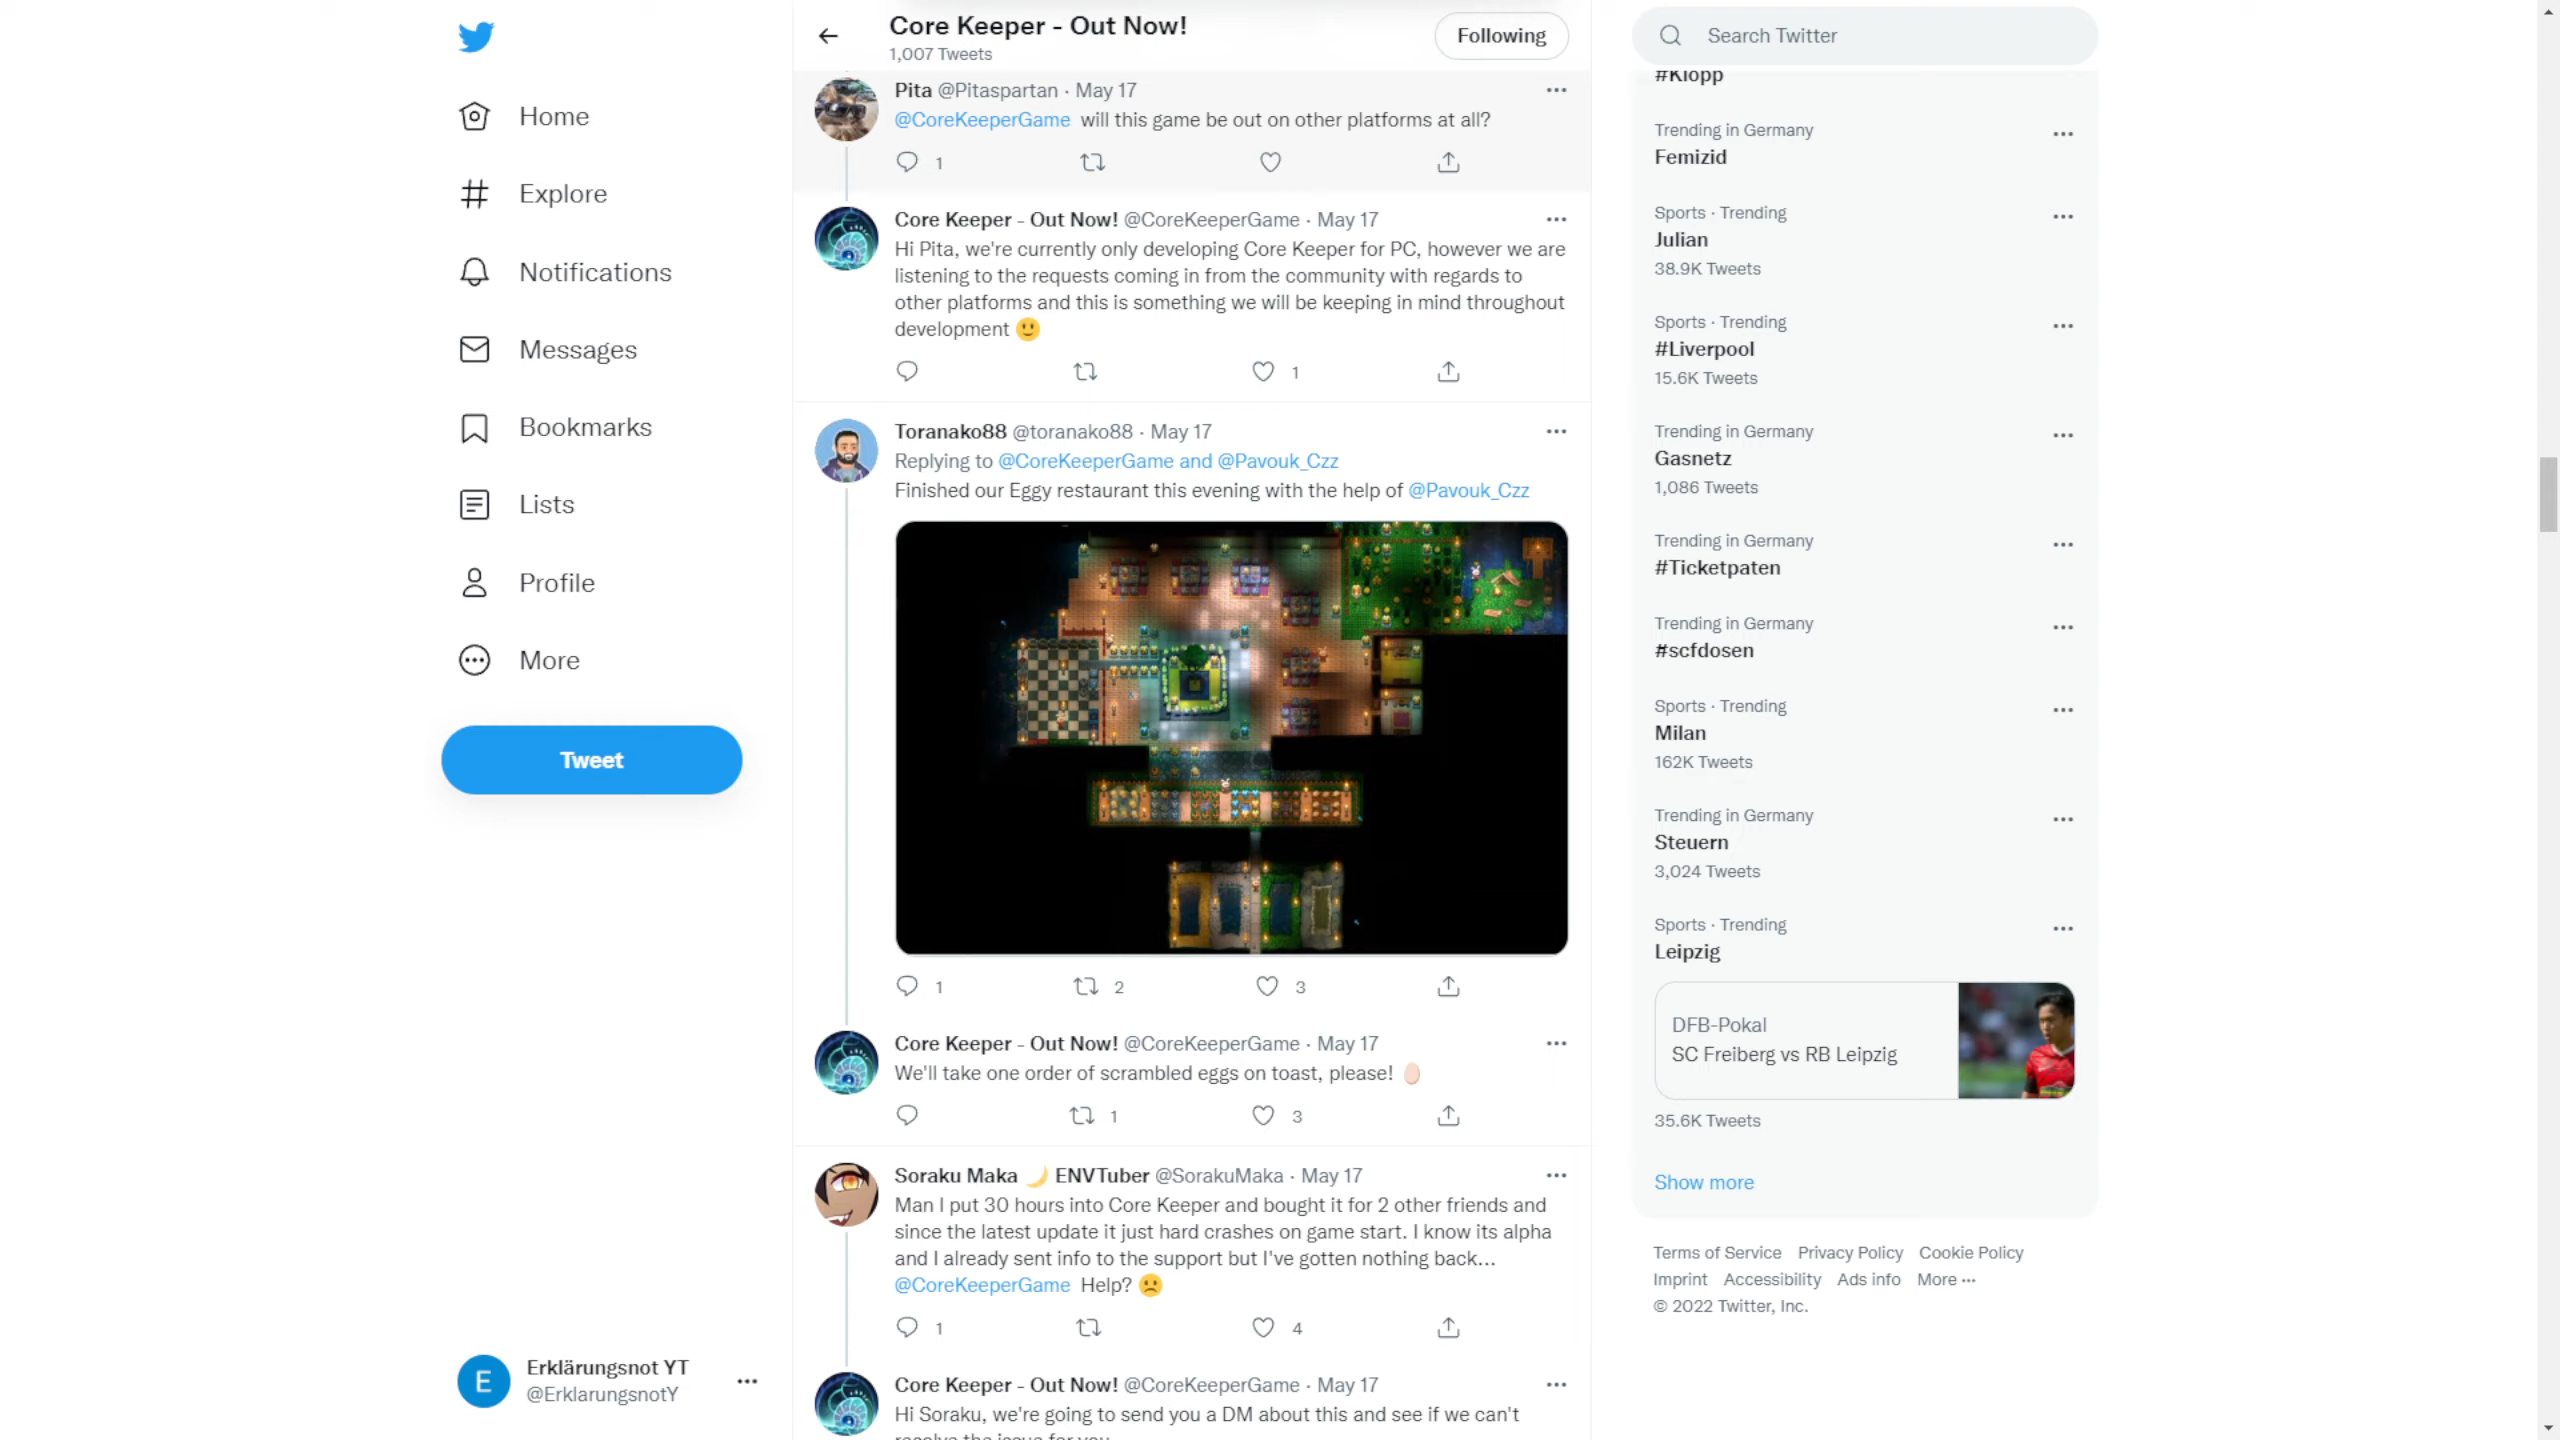 Home
Explore
Notifications
Messages
Bookmarks
Lists
Profile
More
Tweet
Erklärungsnot YT
@ErklarungsnotY
E
Core Keeper - Out Now!
1,007 Tweets
Following
Pita @Pitaspartan · May 17
@CoreKeeperGame will this game be out on other platforms at all?
1
Core Keeper - Out Now! @CoreKeeperGame · May 17
Hi Pita, we're currently only developing Core Keeper for PC, however we are
listening to the requests coming in from the community with regards to
other platforms and this is something we will be keeping in mind throughout
development 🙂
1
Toranako88 @toranako88 · May 17
Replying to @CoreKeeperGame and @Pavouk_Czz
Finished our Eggy restaurant this evening with the help of @Pavouk_Czz
1 2 3
Core Keeper - Out Now! @CoreKeeperGame · May 17
We'll take one order of scrambled eggs on toast, please! 🥚
1 3
Soraku Maka 🌙 ENVTuber @SorakuMaka · May 17
Man I put 30 hours into Core Keeper and bought it for 2 other friends and
since the latest update it just hard crashes on game start. I know its alpha
and I already sent info to the support but I've gotten nothing back...
@CoreKeeperGame Help? 🙁
1 4
Core Keeper - Out Now! @CoreKeeperGame · May 17
Hi Soraku, we're going to send you a DM about this and see if we can't
resolve the issue for you
Search Twitter
#Klopp
Trending in Germany
Femizid
Sports · Trending
Julian
38.9K Tweets
Sports · Trending
#Liverpool
15.6K Tweets
Trending in Germany
Gasnetz
1,086 Tweets
Trending in Germany
#Ticketpaten
Trending in Germany
#scfdosen
Sports · Trending
Milan
162K Tweets
Trending in Germany
Steuern
3,024 Tweets
Sports · Trending
Leipzig
DFB-Pokal
SC Freiberg vs RB Leipzig
35.6K Tweets
Show more
Terms of Service Privacy Policy Cookie Policy
Imprint Accessibility Ads info More ···
© 2022 Twitter, Inc.